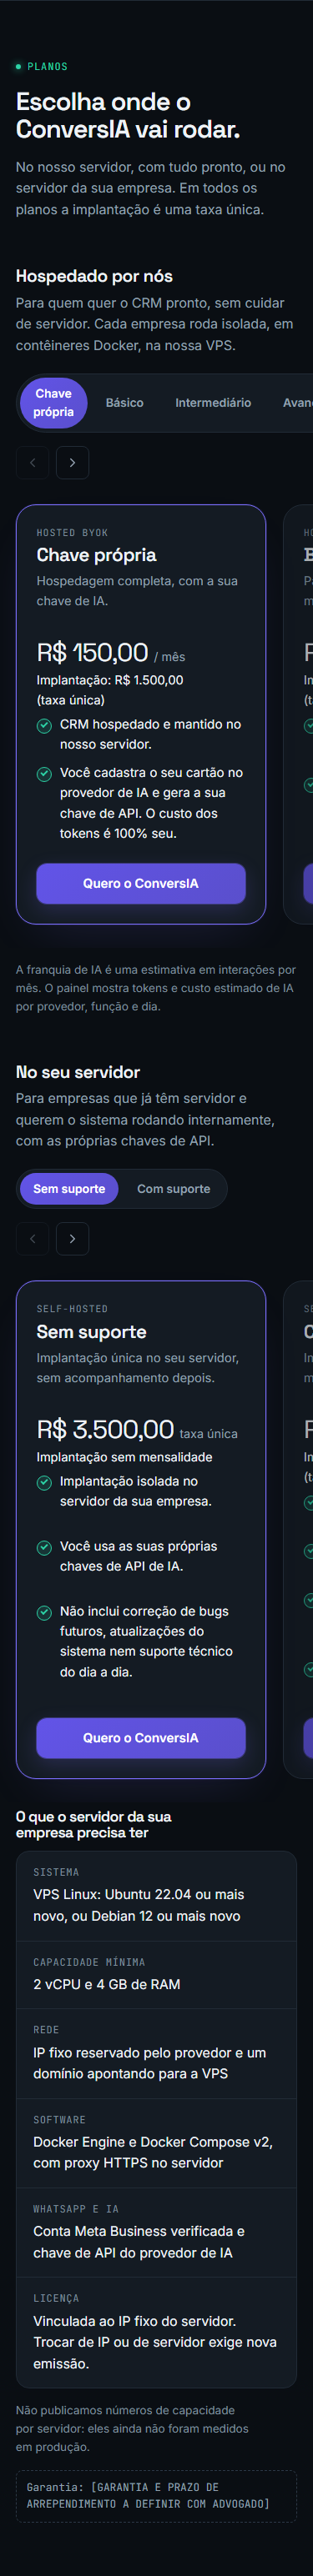 PLANOS
Escolha onde o
ConversIA vai rodar.
No nosso servidor, com tudo pronto, ou no
servidor da sua empresa. Em todos os
planos a implantação é uma taxa única.
Hospedado por nós
Para quem quer o CRM pronto, sem cuidar
de servidor. Cada empresa roda isolada, em
contêineres Docker, na nossa VPS.
Chave
própria
Básico
Intermediário
HOSTED BYOK
Chave própria
Hospedagem completa, com a sua
chave de IA.
R$ 150,00 / mês
Implantação: R$ 1.500,00
(taxa única)
CRM hospedado e mantido no
nosso servidor.
Você cadastra o seu cartão no
provedor de IA e gera a sua
chave de API. O custo dos
tokens é 100% seu.
Quero o ConversIA
A franquia de IA é uma estimativa em interações por
mês. O painel mostra tokens e custo estimado de IA
por provedor, função e dia.
No seu servidor
Para empresas que já têm servidor e
querem o sistema rodando internamente,
com as próprias chaves de API.
Sem suporte
Com suporte
SELF-HOSTED
Sem suporte
Implantação única no seu servidor,
sem acompanhamento depois.
R$ 3.500,00 taxa única
Implantação sem mensalidade
Implantação isolada no
servidor da sua empresa.
Você usa as suas próprias
chaves de API de IA.
Não inclui correção de bugs
futuros, atualizações do
sistema nem suporte técnico
do dia a dia.
Quero o ConversIA
O que o servidor da sua
empresa precisa ter
SISTEMA
VPS Linux: Ubuntu 22.04 ou mais
novo, ou Debian 12 ou mais novo
CAPACIDADE MÍNIMA
2 vCPU e 4 GB de RAM
REDE
IP fixo reservado pelo provedor e um
domínio apontando para a VPS
SOFTWARE
Docker Engine e Docker Compose v2,
com proxy HTTPS no servidor
WHATSAPP E IA
Conta Meta Business verificada e
chave de API do provedor de IA
LICENÇA
Vinculada ao IP fixo do servidor.
Trocar de IP ou de servidor exige nova
emissão.
Não publicamos números de capacidade
por servidor: eles ainda não foram medidos
em produção.
Garantia: [GARANTIA E PRAZO DE
ARREPENDIMENTO A DEFINIR COM ADVOGADO]